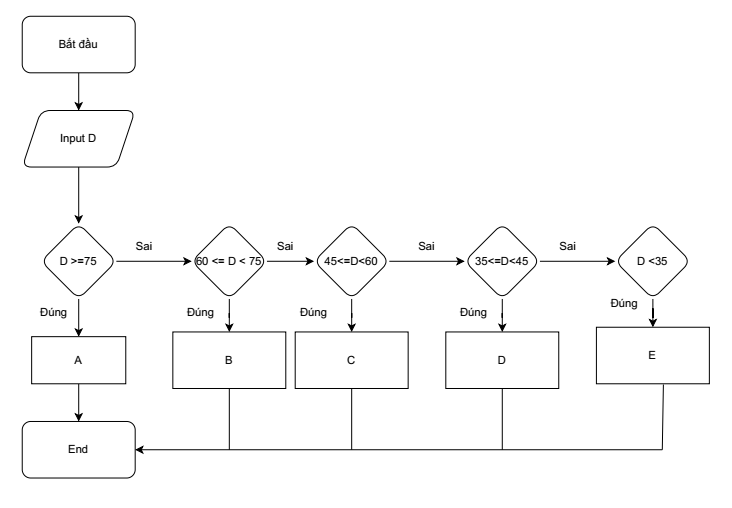 Bắt đầu
Input D
D >=75
Sai
60 <= D < 75
Sai
45<=D<60
Sai
35<=D<45
Sai
D <35
Đúng
Đúng
Đúng
Đúng
Đúng
A
B
C
D
E
End